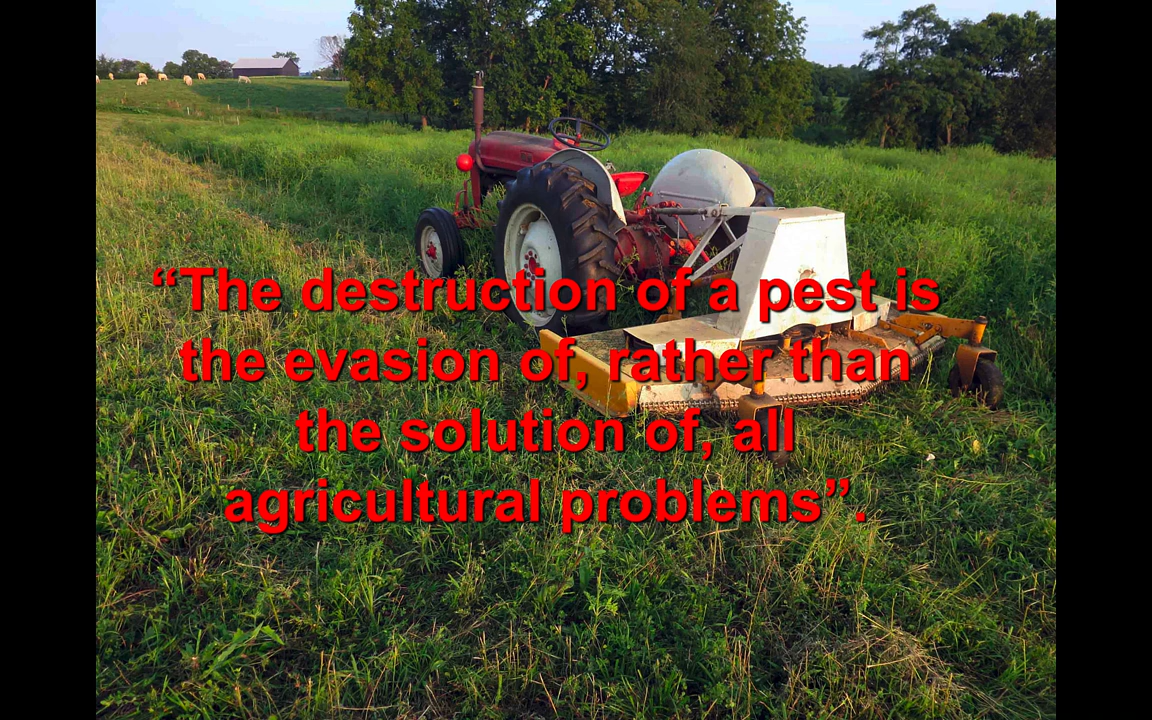 “The destruction of a pest is
the evasion of, rather than
the solution of, all
agricultural problems”.